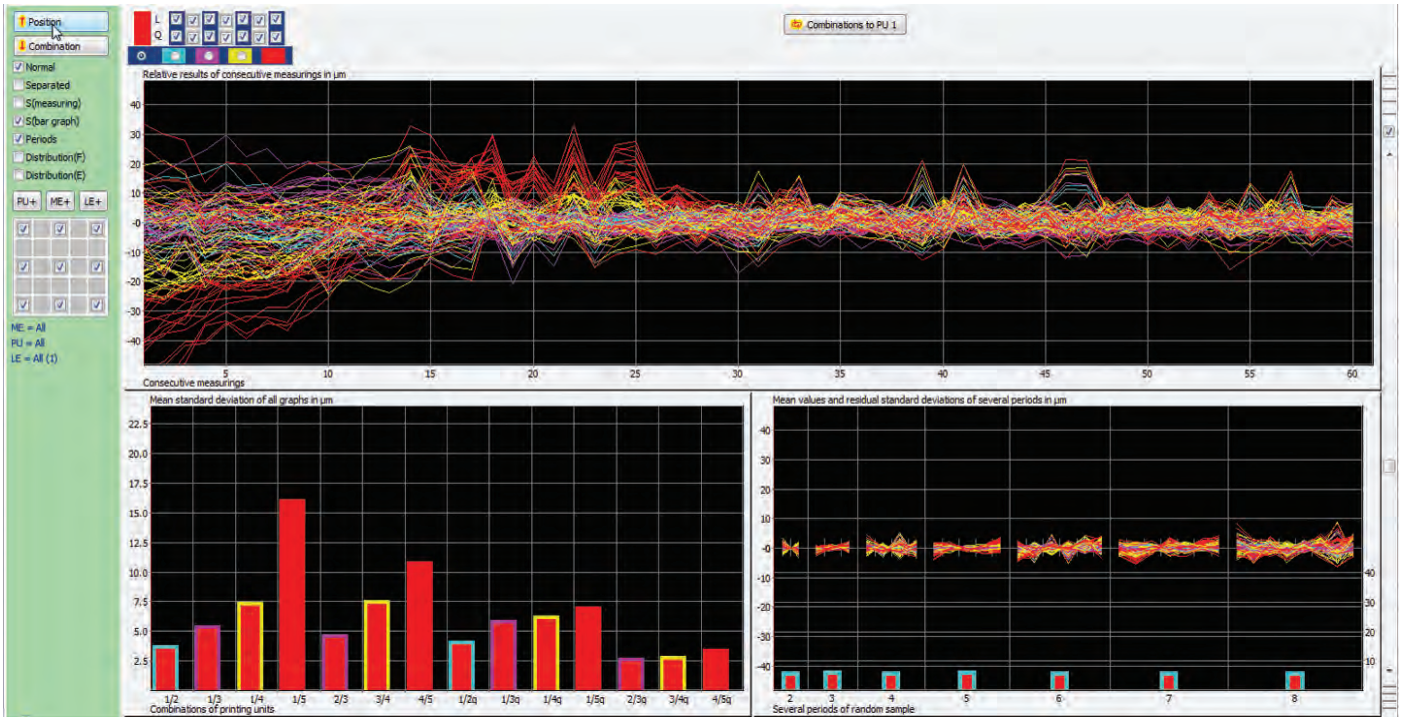 Position
Combination
Normal
Separated
S(measuring)
S(bar graph)
Periods
Distribution(F)
Distribution(E)
PU+ ME+ LE+
ME = All
PU = All
LE = All (1)
L
Q
Combinations to PU 1
Relative results of consecutive measurings in µm
40
30
20
10
-0
-10
-20
-30
-40
5 10 15 20 25 30 35 40 45 50 55 60
Consecutive measurings
Mean standard deviation of all graphs in µm
22.5
20.0
17.5
15.0
12.5
10.0
7.5
5.0
2.5
1/2 1/3 1/4 1/5 2/3 3/4 4/5 1/2q 1/3q 1/4q 1/5q 2/3q 3/4q 4/5q
Combinations of printing units
Mean values and residual standard deviations of several periods in µm
40
30
20
10
-0
-10
-20
-30
-40
40
30
20
10
2 3 4 5 6 7 8
Several periods of random sample